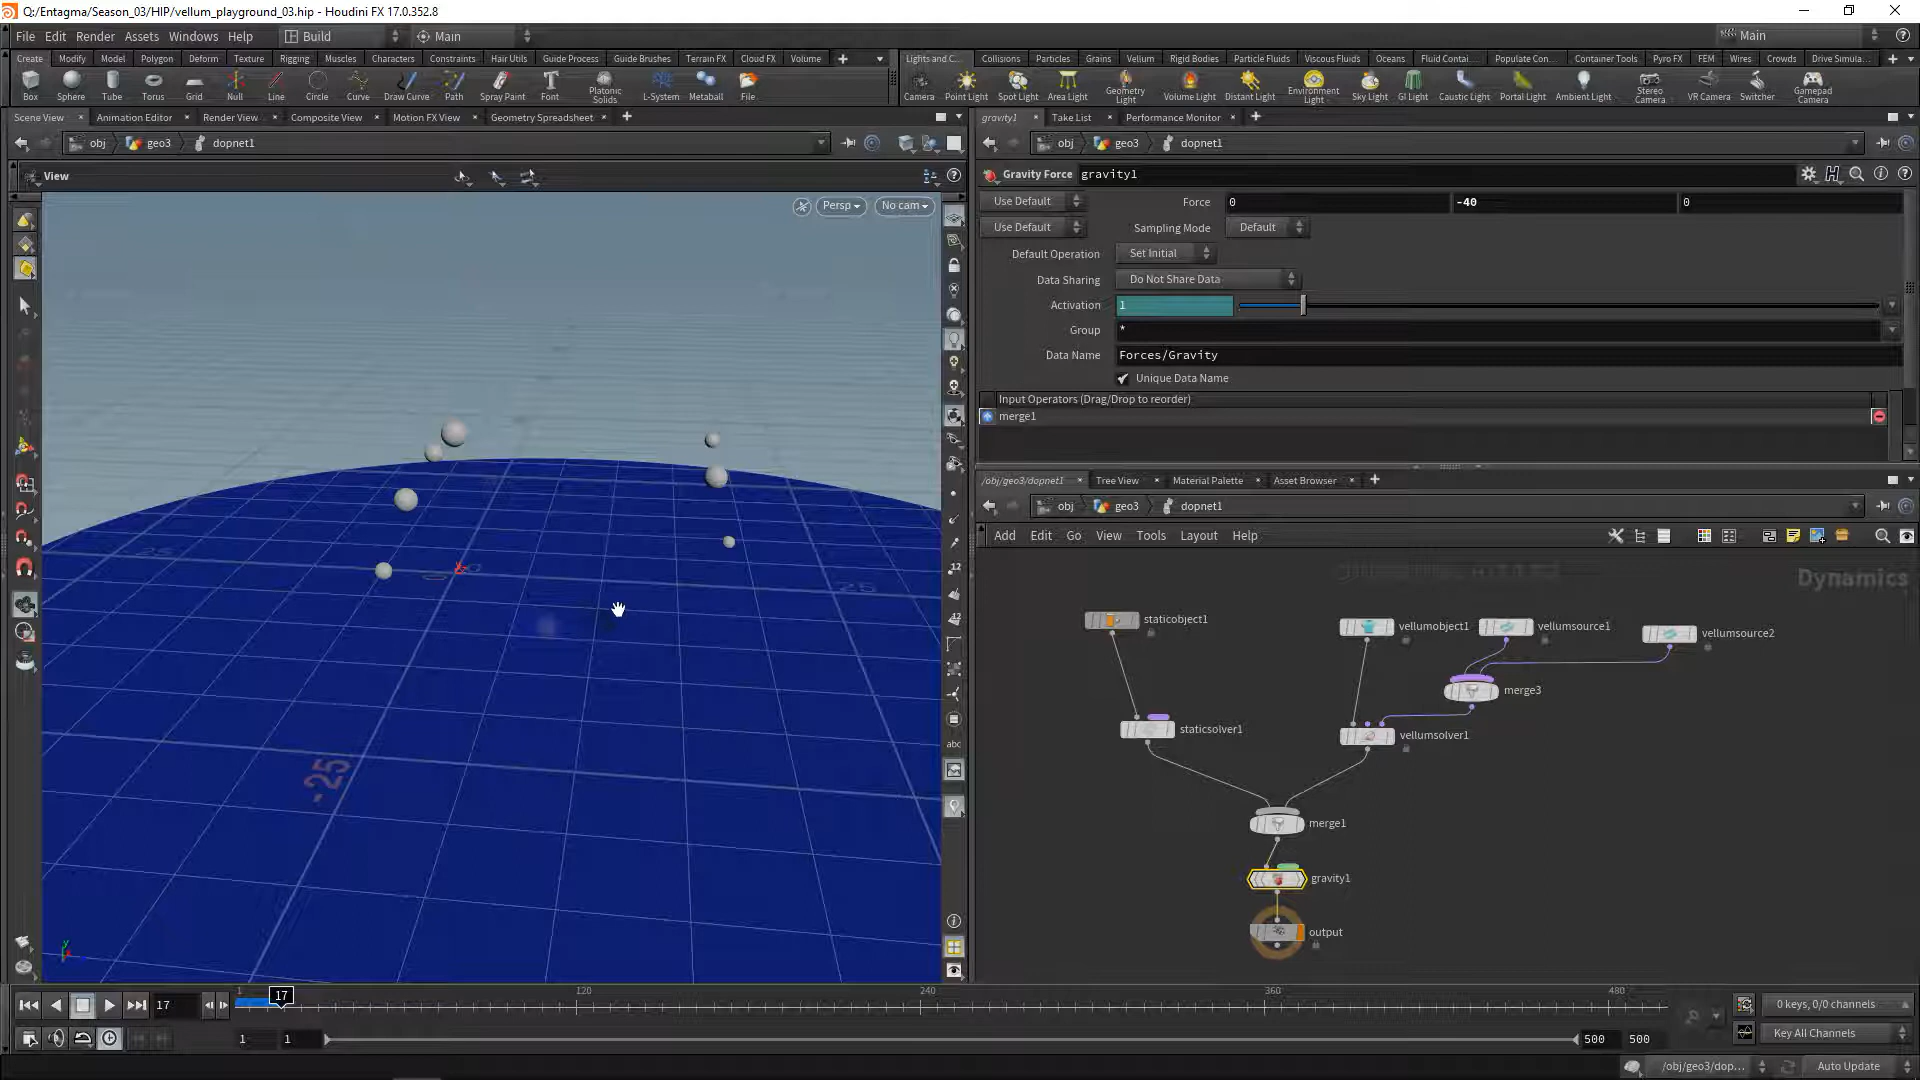 Q:/Entagma/Season_03/HIP/vellum_playground_03.hip - Houdini FX 17.0.352.8
File Edit Render Assets Windows Help Build Main Main
Create Modify Model Polygon Deform Texture Rigging Muscles Characters Constraints Hair Utils Guide Process Guide Brushes Terrain FX Cloud FX Volume
Lights and C... Collisions Particles Grains Vellum Rigid Bodies Particle Fluids Viscous Fluids Oceans Fluid Contai... Populate Con... Container Tools Pyro FX FEM Wires Crowds Drive Simula...
Box Sphere Tube Torus Grid Null Line Circle Curve Draw Curve Path Spray Paint Font Platonic Solids L-System Metaball File
Camera Point Light Spot Light Area Light Geometry Light Volume Light Distant Light Environment Light Sky Light GI Light Caustic Light Portal Light Ambient Light Stereo Camera VR Camera Switcher Gamepad Camera
Scene View Animation Editor Render View Composite View Motion FX View Geometry Spreadsheet
gravity1 Take List Performance Monitor
obj geo3 dopnet1
obj geo3 dopnet1
View
Persp No cam
Gravity Force gravity1
Use Default Force 0 -40 0
Use Default Sampling Mode Default
Default Operation Set Initial
Data Sharing Do Not Share Data
Activation 1
Group *
Data Name Forces/Gravity
Unique Data Name
Input Operators (Drag/Drop to reorder)
merge1
/obj/geo3/dopnet1 Tree View Material Palette Asset Browser
obj geo3 dopnet1
Add Edit Go View Tools Layout Help
Dynamics
staticobject1
vellumobject1
vellumsource1
vellumsource2
merge3
staticsolver1
vellumsolver1
merge1
gravity1
output
25
-25
abc
12
12
y
17
1 17 120 240 360 480
1 1 500 500
0 keys, 0/0 channels
Key All Channels
/obj/geo3/dop... Auto Update